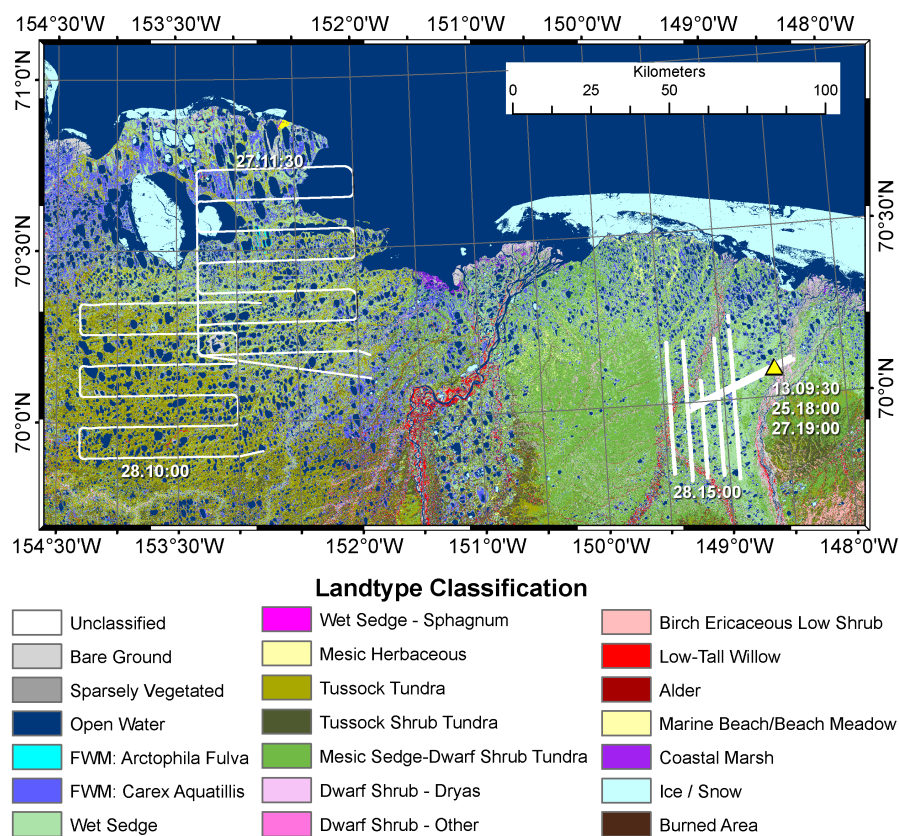 154°30'W 153°30'W 152°0'W 151°0'W 150°0'W 149°0'W 148°0'W
71°0'N
Kilometers
0 25 50 100
27.11:30
70°30'N
70°30'N
13.09:30
25.18:00
27.19:00
70°0'N
70°0'N
28.10:00
28.15:00
154°30'W 153°30'W 152°0'W 151°0'W 150°0'W 149°0'W 148°0'W
Landtype Classification
Unclassified
Bare Ground
Sparsely Vegetated
Open Water
FWM: Arctophila Fulva
FWM: Carex Aquatillis
Wet Sedge
Wet Sedge - Sphagnum
Mesic Herbaceous
Tussock Tundra
Tussock Shrub Tundra
Mesic Sedge-Dwarf Shrub Tundra
Dwarf Shrub - Dryas
Dwarf Shrub - Other
Birch Ericaceous Low Shrub
Low-Tall Willow
Alder
Marine Beach/Beach Meadow
Coastal Marsh
Ice / Snow
Burned Area